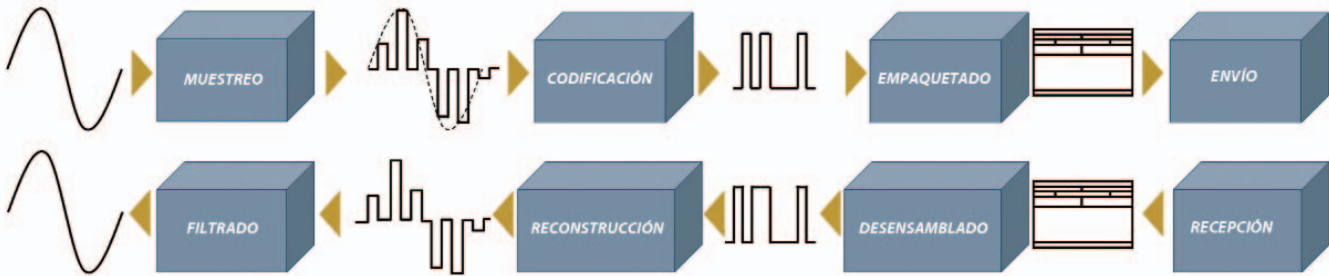 MUESTREO
CODIFICACIÓN
EMPAQUETADO
ENVÍO
FILTRADO
RECONSTRUCCIÓN
DESENSAMBLADO
RECEPCIÓN